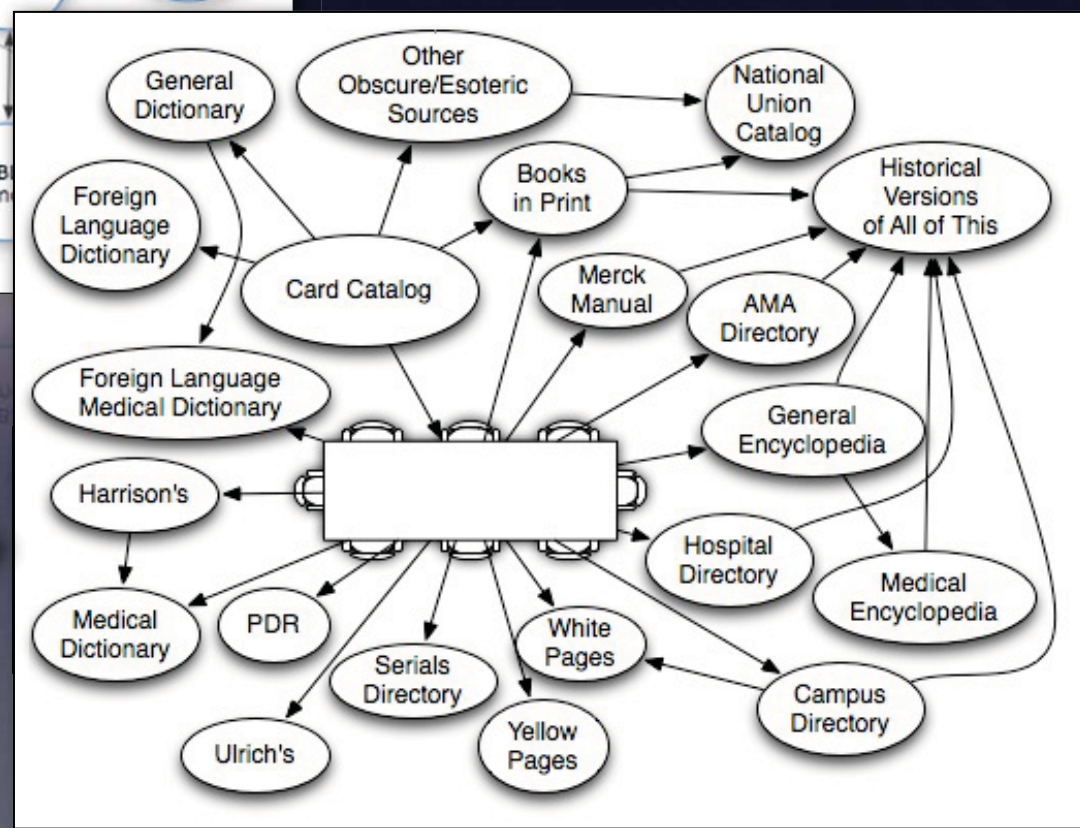 Other
Obscure/Esoteric
Sources
General
Dictionary
National
Union
Catalog
Books
in Print
Historical
Versions
of All of This
Foreign
Language
Dictionary
Card Catalog
Merck
Manual
AMA
Directory
Foreign Language
Medical Dictionary
General
Encyclopedia
Harrison's
Hospital
Directory
Medical
Encyclopedia
Medical
Dictionary
PDR
White
Pages
Serials
Directory
Campus
Directory
Ulrich's
Yellow
Pages